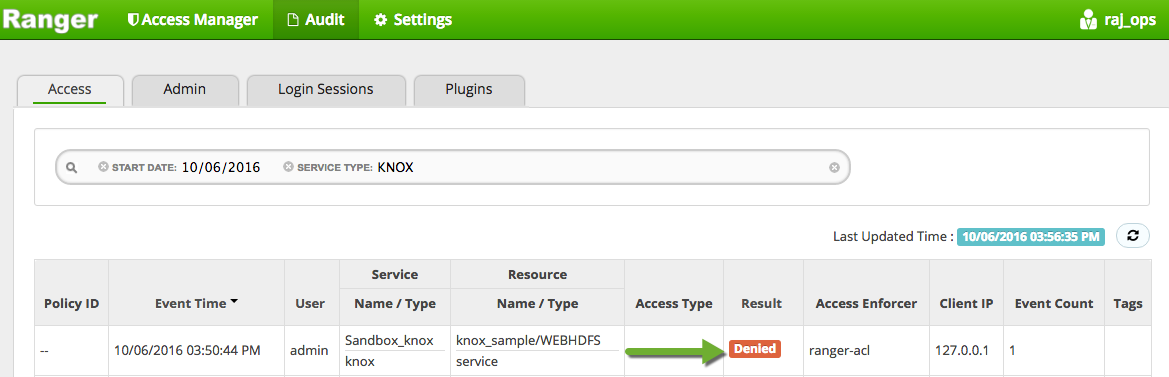 Ranger Access Manager Audit Settings raj_ops
Access Admin Login Sessions Plugins
START DATE: 10/06/2016 SERVICE TYPE: KNOX
Last Updated Time : 10/06/2016 03:56:35 PM
Service Resource
Policy ID Event Time User Name / Type Name / Type Access Type Result Access Enforcer Client IP Event Count Tags
Sandbox_knox knox_sample/WEBHDFS
-- 10/06/2016 03:50:44 PM admin Denied ranger-acl 127.0.0.1 1
knox service